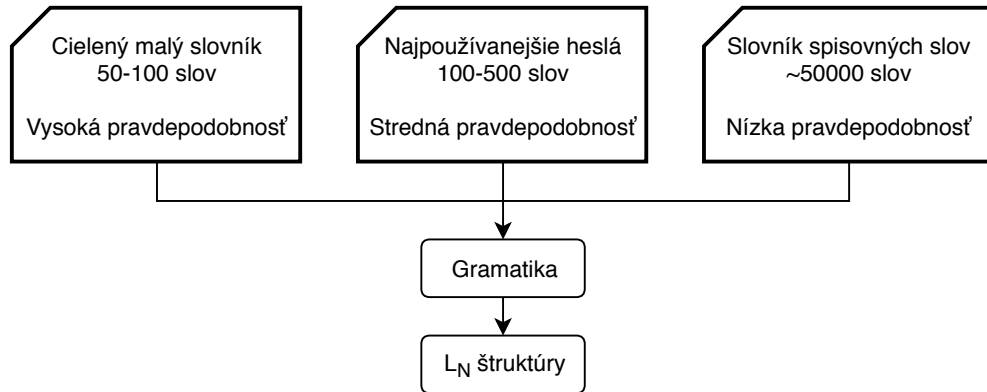 Cielený malý slovník
50-100 slov
Vysoká pravdepodobnosť
Najpoužívanejšie heslá
100-500 slov
Stredná pravdepodobnosť
Slovník spisovných slov
~50000 slov
Nízka pravdepodobnosť
Gramatika
L_N štruktúry